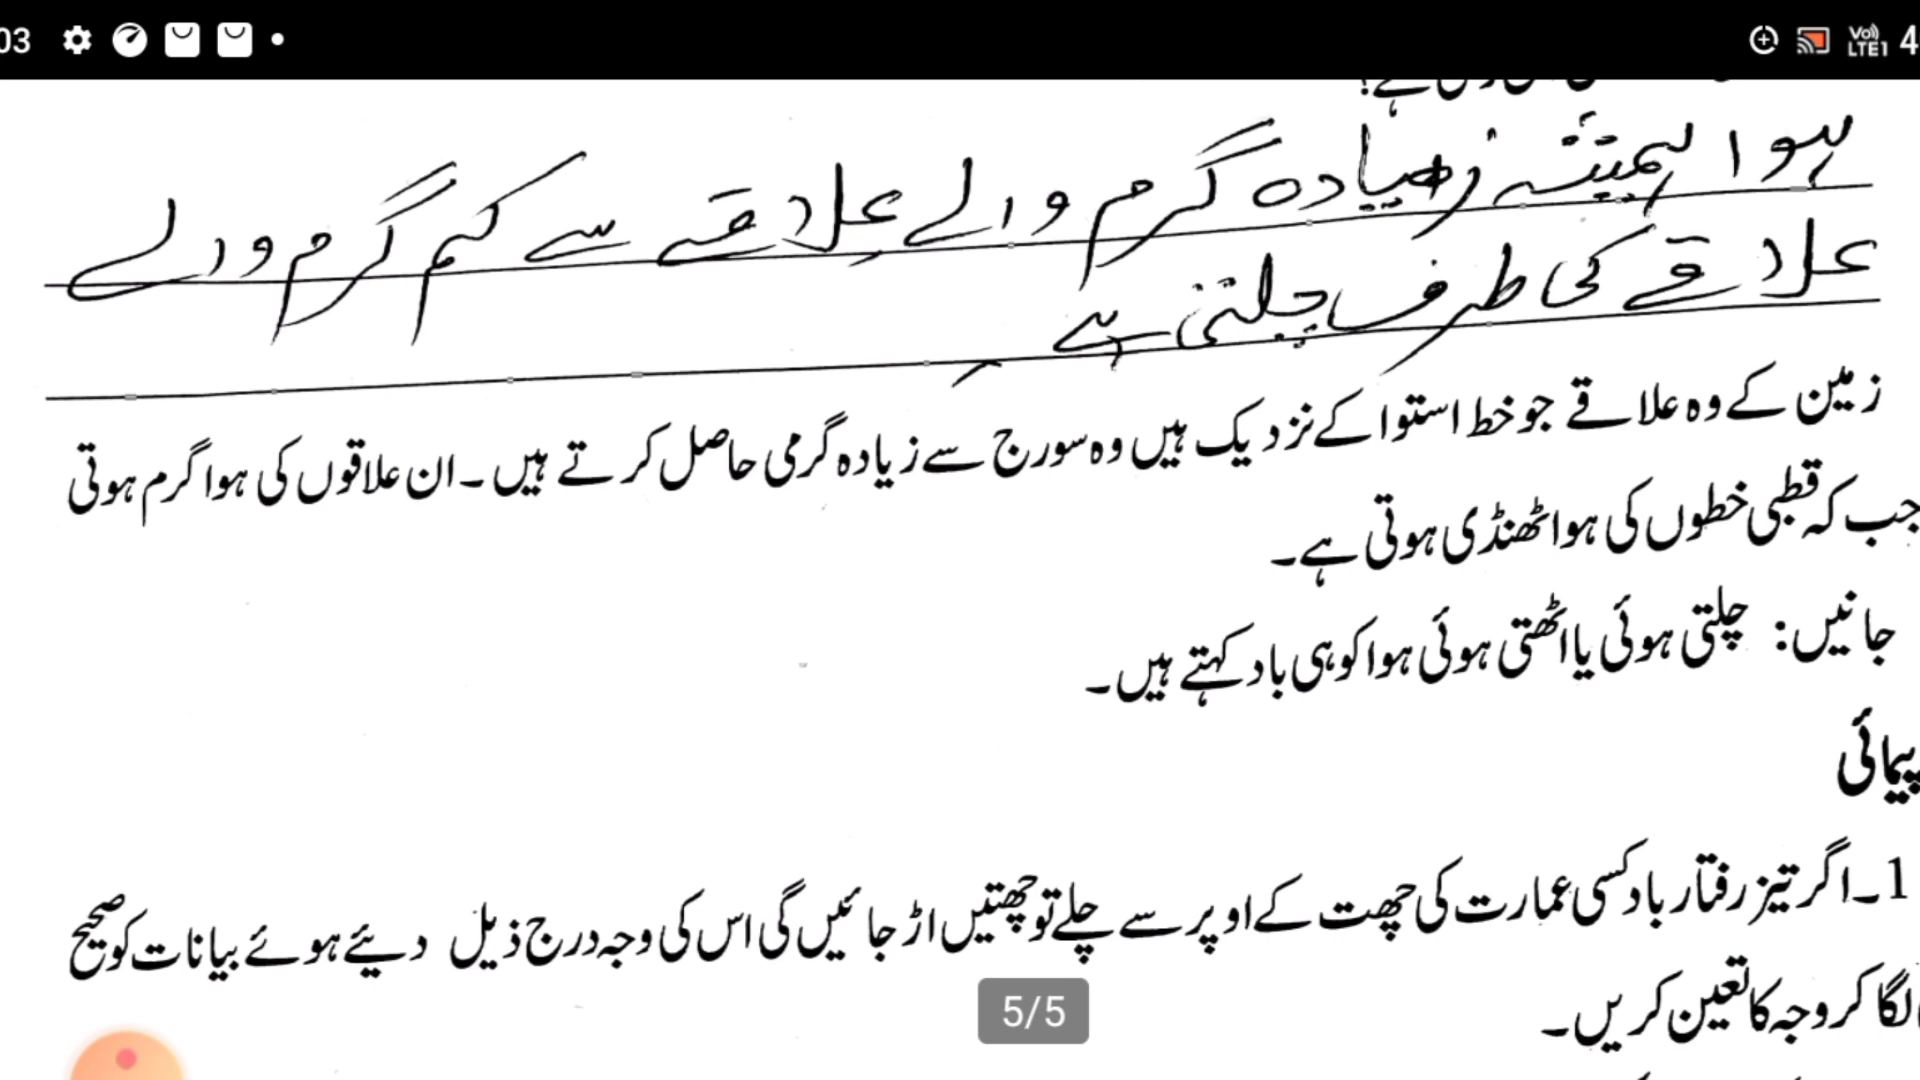 03
VoLTE1 4
ہے؟
ہوا ہمیشہ زیادہ گرم والے علاقے سے کم گرم والے
علاقے کی طرف چلتی ہے
زمین کے وہ علاقے جو خط استوا کے نزدیک ہیں وہ سورج سے زیادہ گرمی حاصل کرتے ہیں۔ ان علاقوں کی ہوا گرم ہوتی
جب کہ قطبی خطوں کی ہوا ٹھنڈی ہوتی ہے۔
جانیں: چلتی ہوئی یا اٹھتی ہوئی ہوا کو ہی باد کہتے ہیں۔
پیمائی
1۔ اگر تیز رفتار باد کسی عمارت کی چھت کے اوپر سے چلے تو چھتیں اڑ جائیں گی اس کی وجہ درج ذیل دیئے ہوئے بیانات کو صحیح
لگا کر وجہ کا تعین کریں۔
5/5